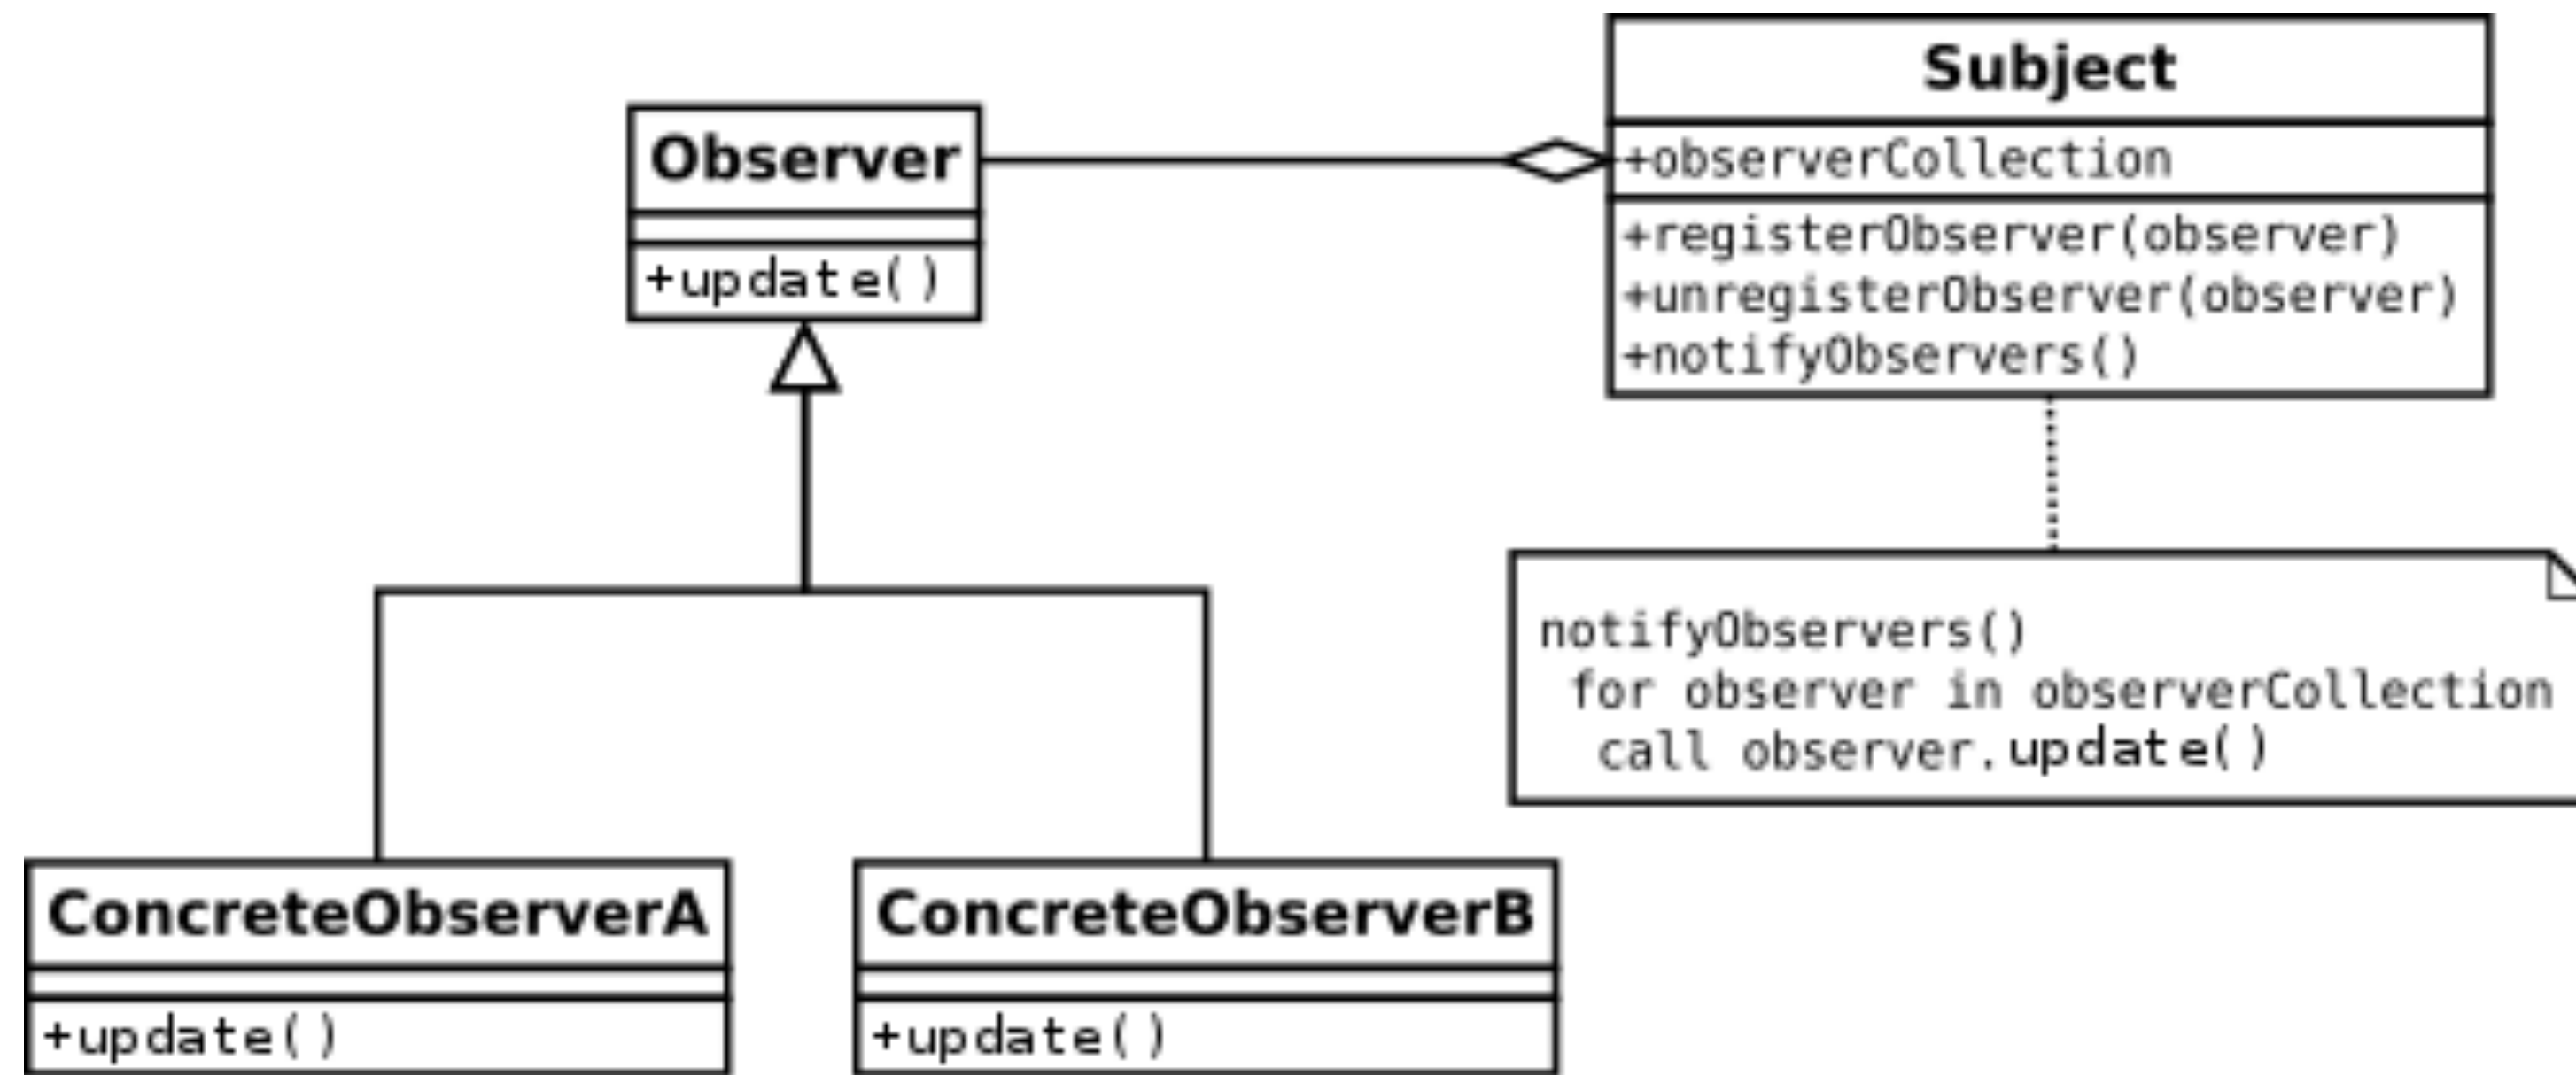 Subject
+observerCollection
+registerObserver(observer)
+unregisterObserver(observer)
+notifyObservers()
Observer
+update()
notifyObservers()
for observer in observerCollection
call observer.update()
ConcreteObserverA
+update()
ConcreteObserverB
+update()